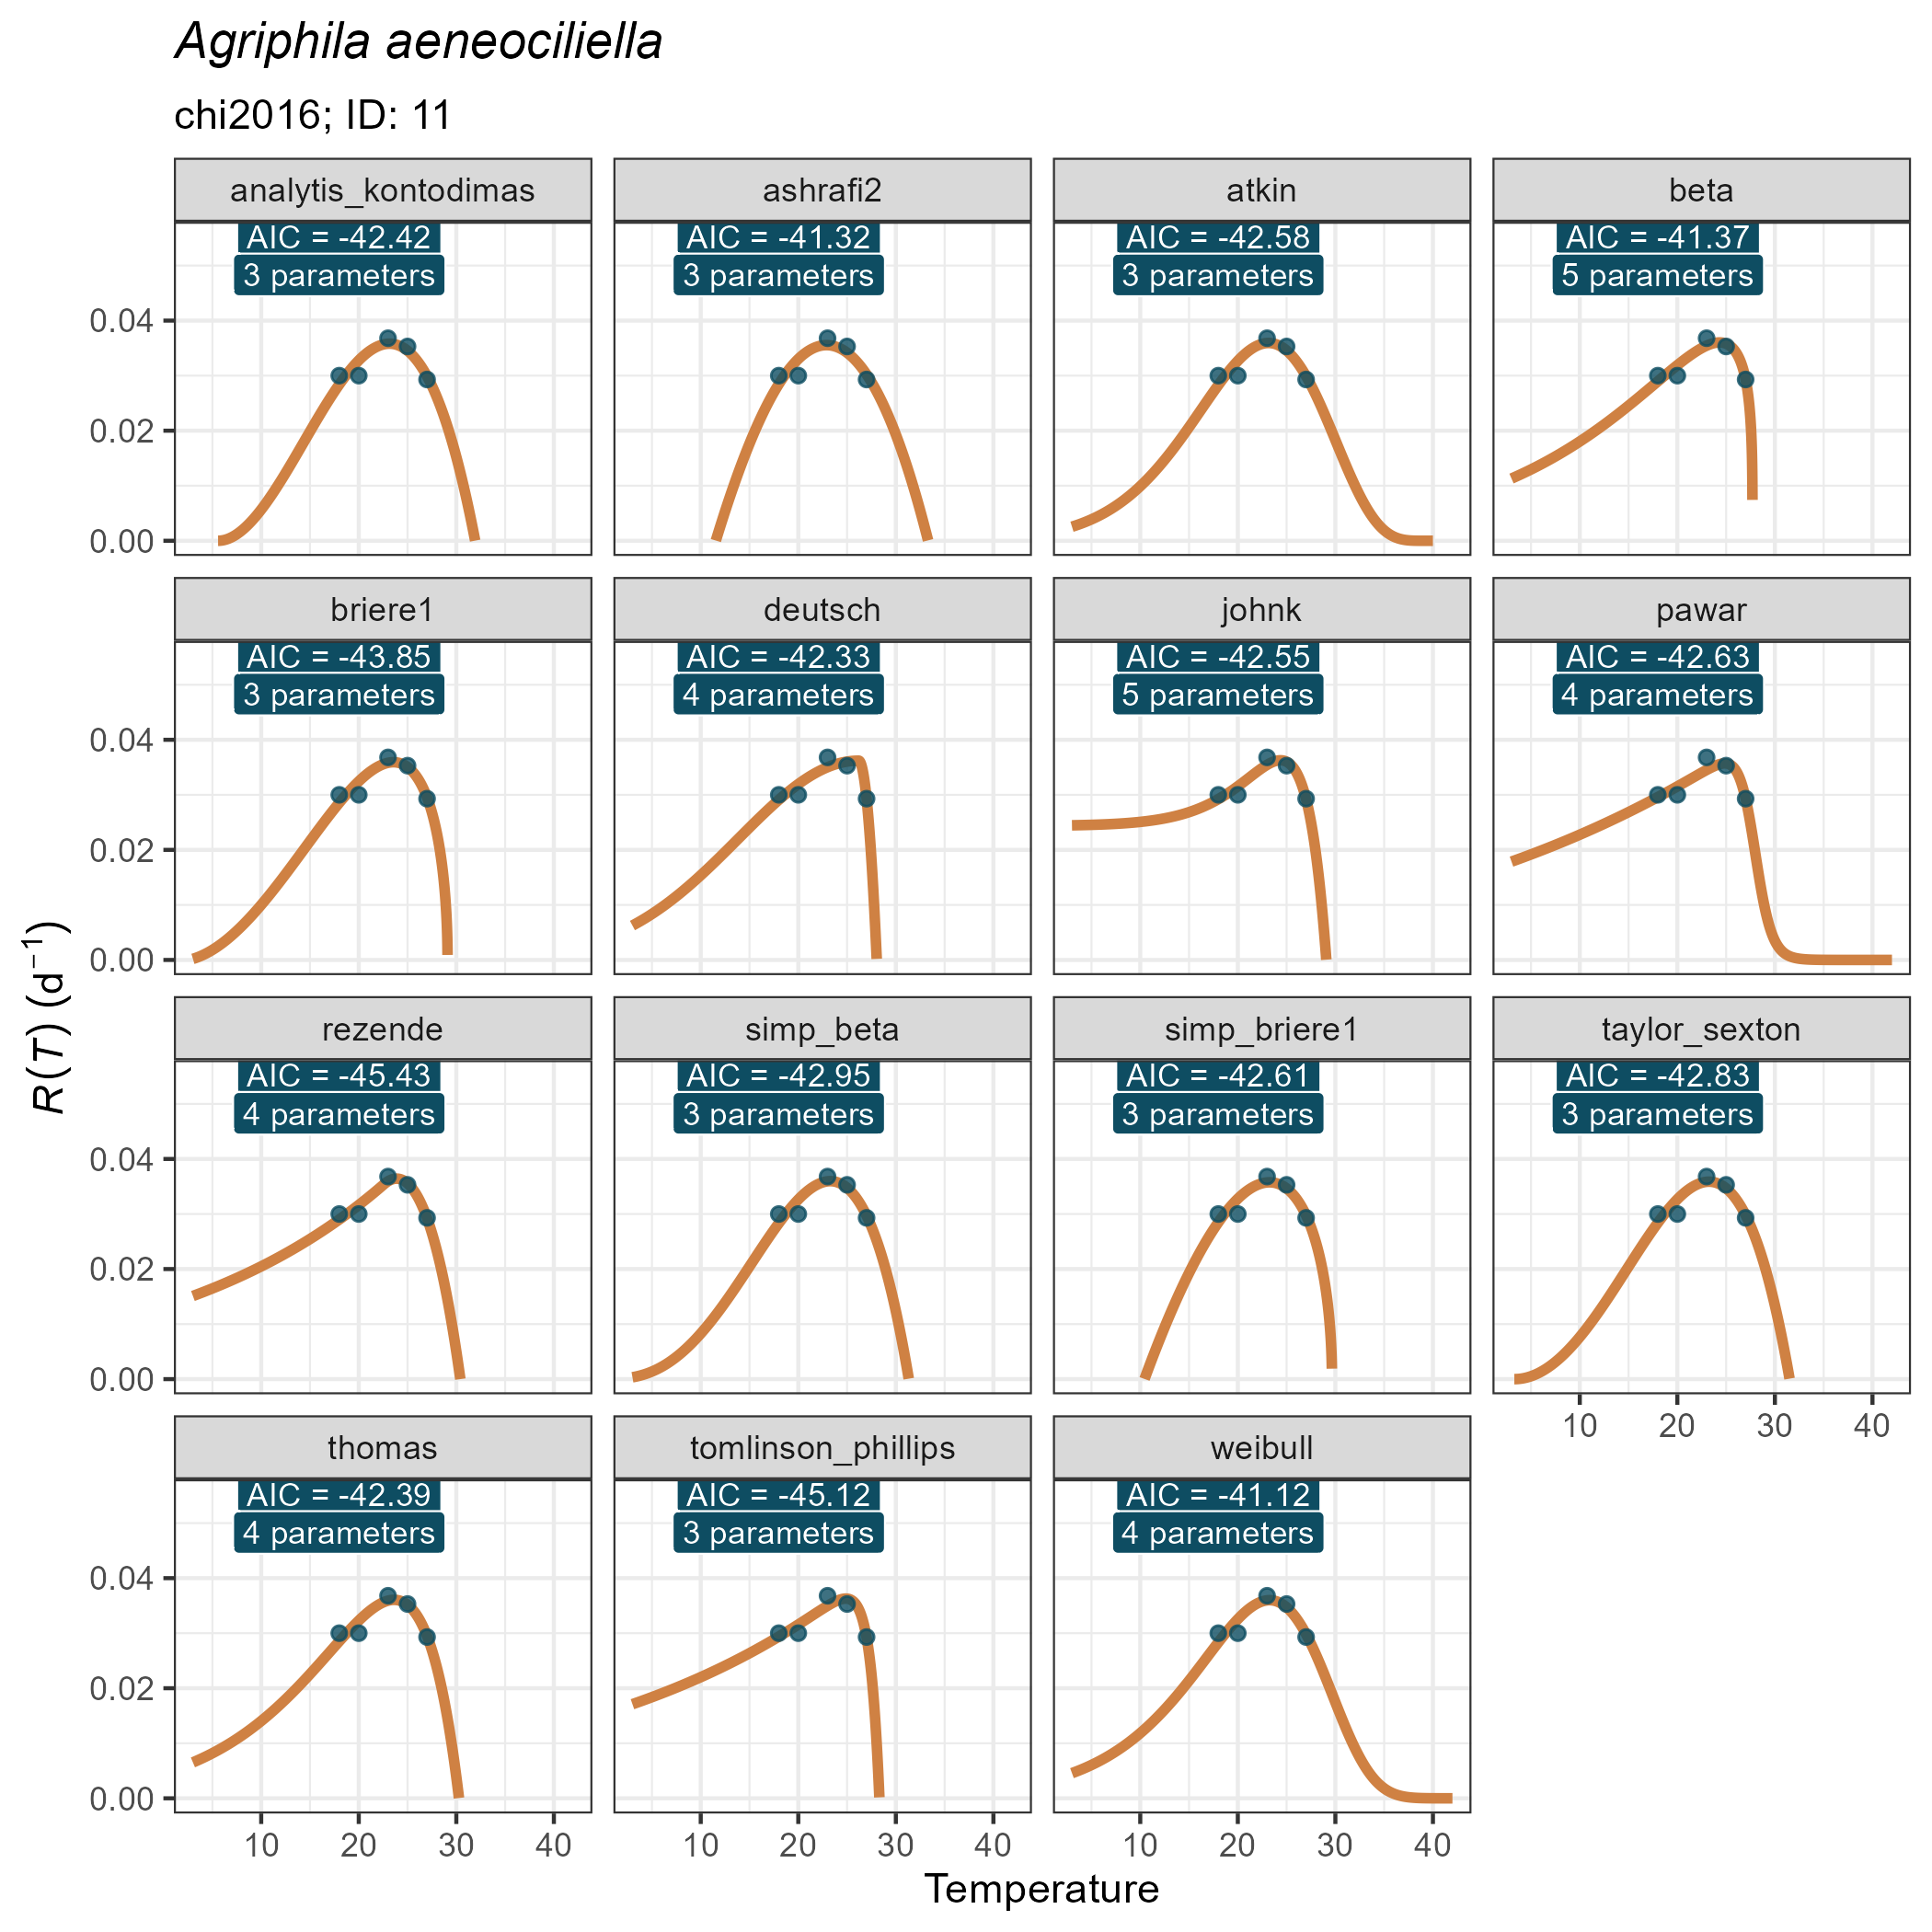 Agriphila aeneociliella
chi2016; ID: 11
analytis_kontodimas ashrafi2 atkin beta
AIC = -42.42 AIC = -41.32 AIC = -42.58 AIC = -41.37
3 parameters 3 parameters 3 parameters 5 parameters
0.04
0.02
0.00
briere1 deutsch johnk pawar
AIC = -43.85 AIC = -42.33 AIC = -42.55 AIC = -42.63
3 parameters 4 parameters 5 parameters 4 parameters
0.04
0.02
0.00
R(T) (d⁻¹)
rezende simp_beta simp_briere1 taylor_sexton
AIC = -45.43 AIC = -42.95 AIC = -42.61 AIC = -42.83
4 parameters 3 parameters 3 parameters 3 parameters
0.04
0.02
0.00
10 20 30 40
thomas tomlinson_phillips weibull
AIC = -42.39 AIC = -45.12 AIC = -41.12
4 parameters 3 parameters 4 parameters
0.04
0.02
0.00
10 20 30 40 10 20 30 40 10 20 30 40
Temperature